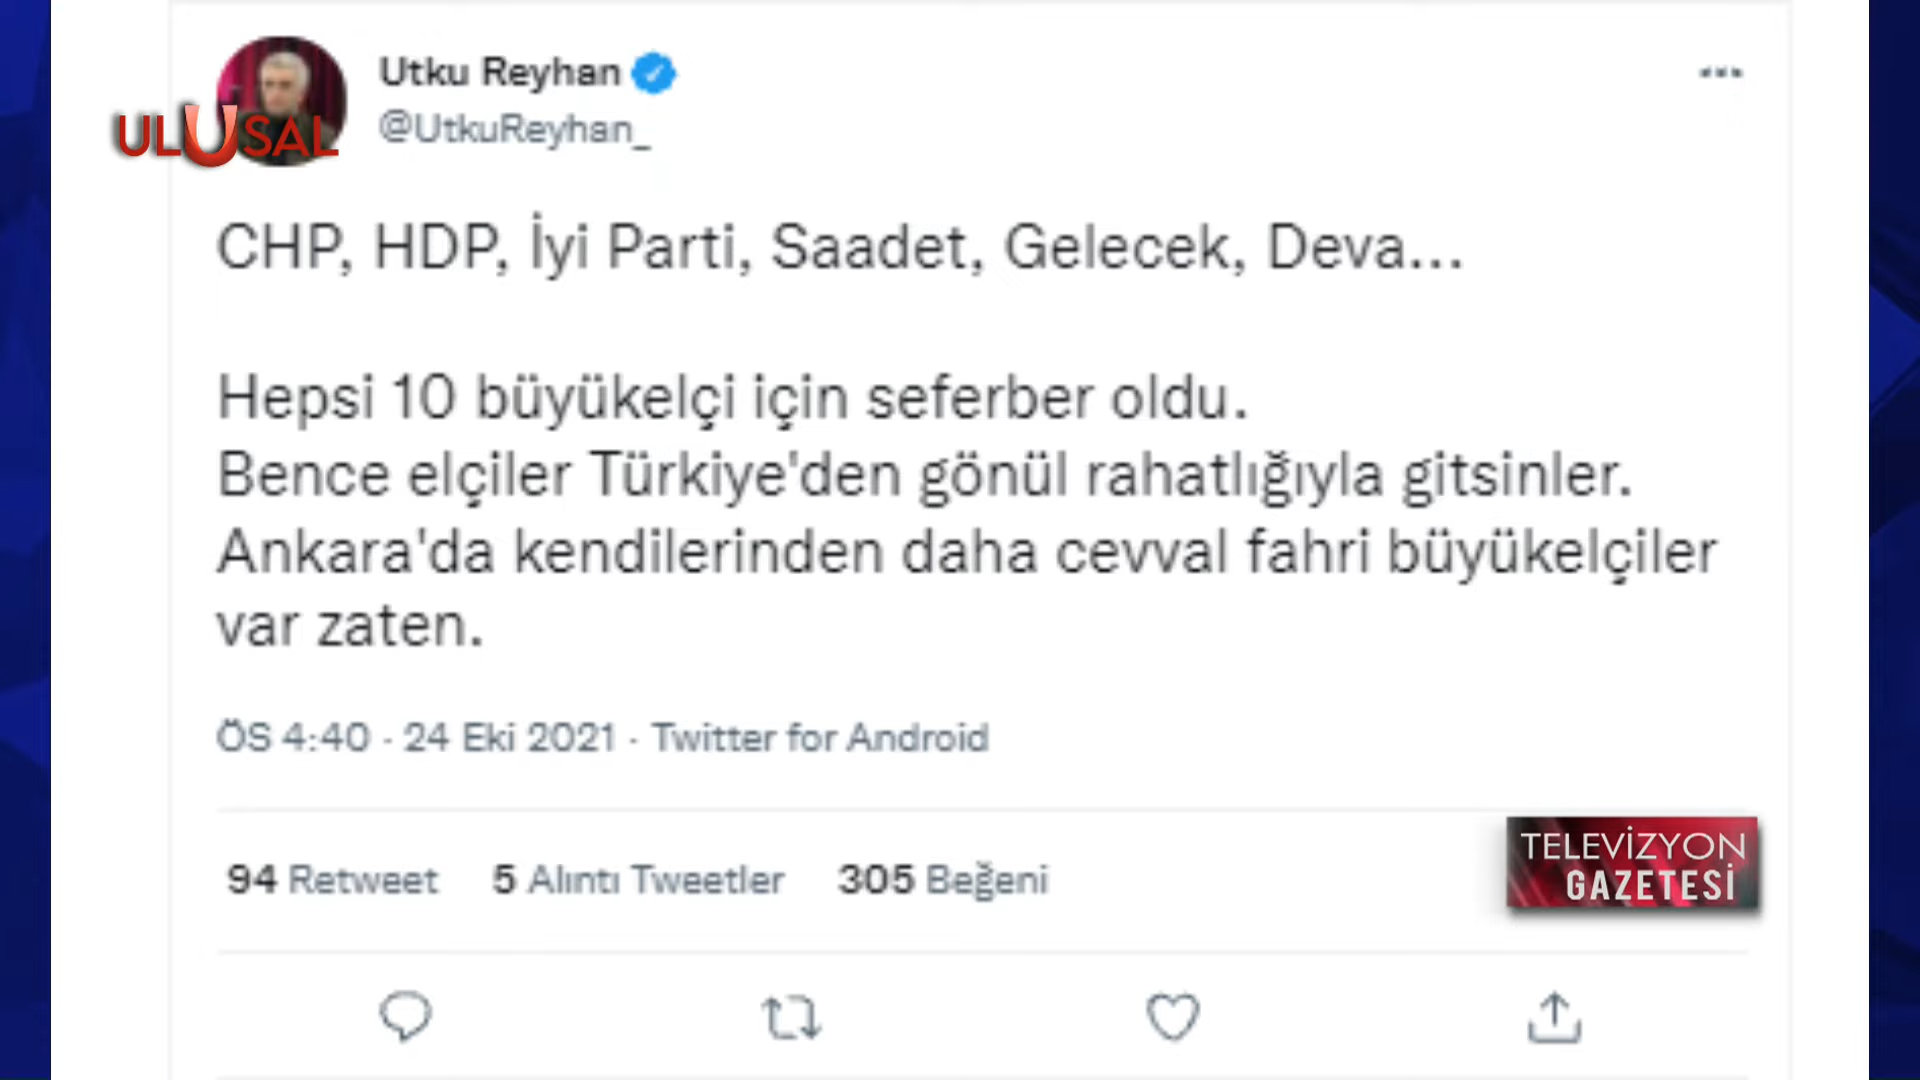 Utku Reyhan
@UtkuReyhan_
ULUSAL
CHP, HDP, İyi Parti, Saadet, Gelecek, Deva...
Hepsi 10 büyükelçi için seferber oldu.
Bence elçiler Türkiye'den gönül rahatlığıyla gitsinler.
Ankara'da kendilerinden daha cevval fahri büyükelçiler
var zaten.
ÖS 4:40 · 24 Eki 2021 · Twitter for Android
94 Retweet 5 Alıntı Tweetler 305 Beğeni
TELEVİZYON
GAZETESİ